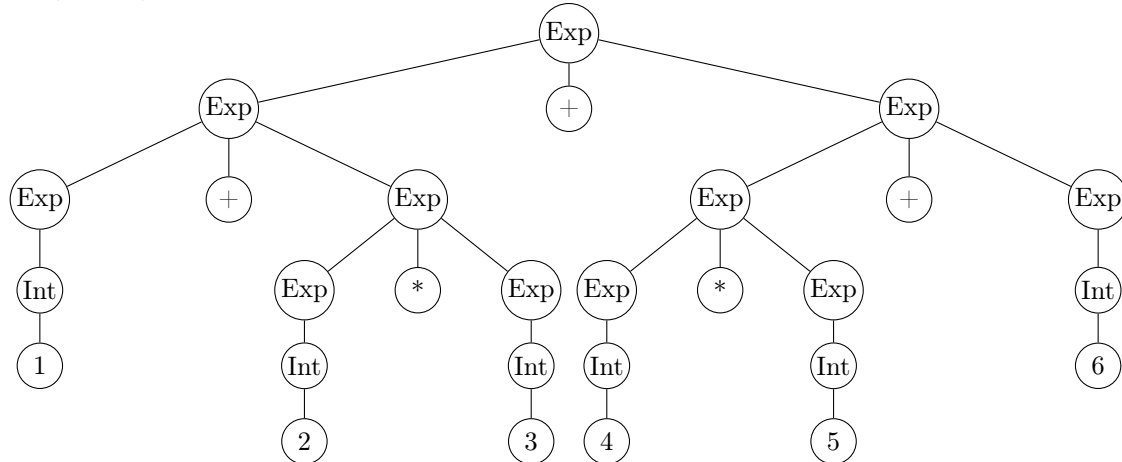 Exp
Exp + Exp
Exp + Exp Exp + Exp
Int Exp * Exp Exp * Exp Int
1 Int Int Int Int 6
2 3 4 5